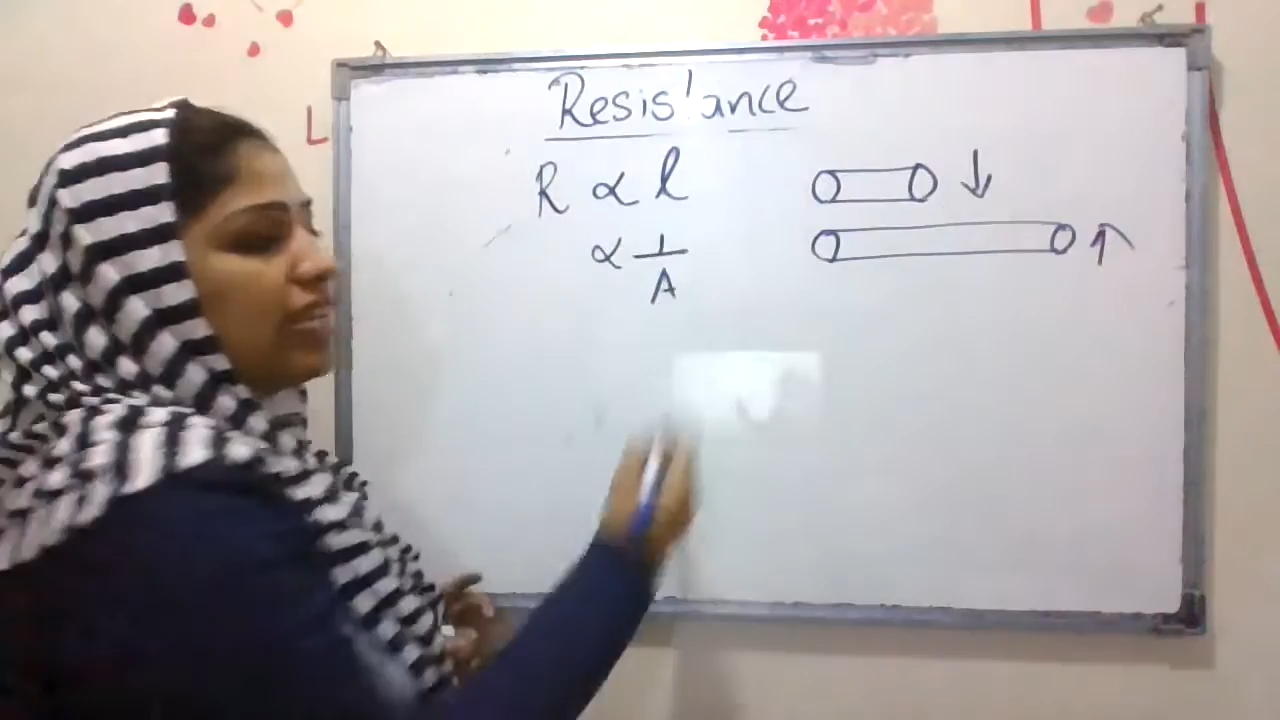 Resistance
R ∝ l
∝ 1/A
L